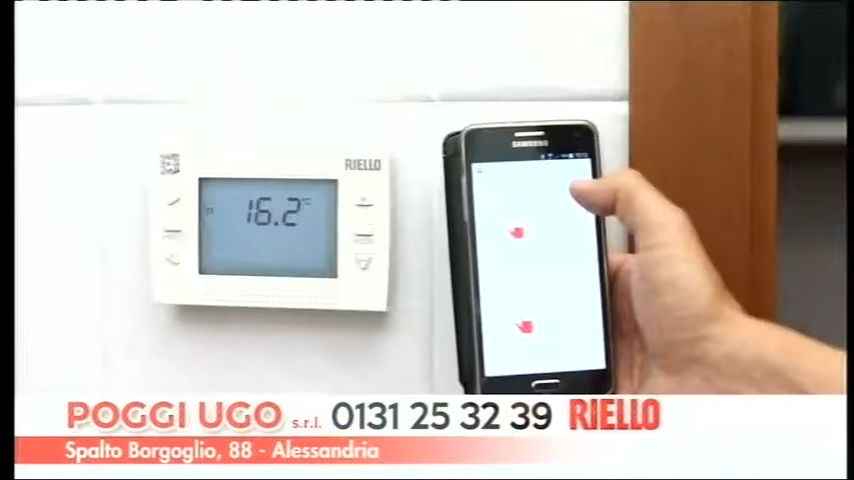 RIELLO
16.2°C
SAMSUNG
POGGI UGO s.r.l. 0131 25 32 39 RIELLO
Spalto Borgoglio, 88 - Alessandria